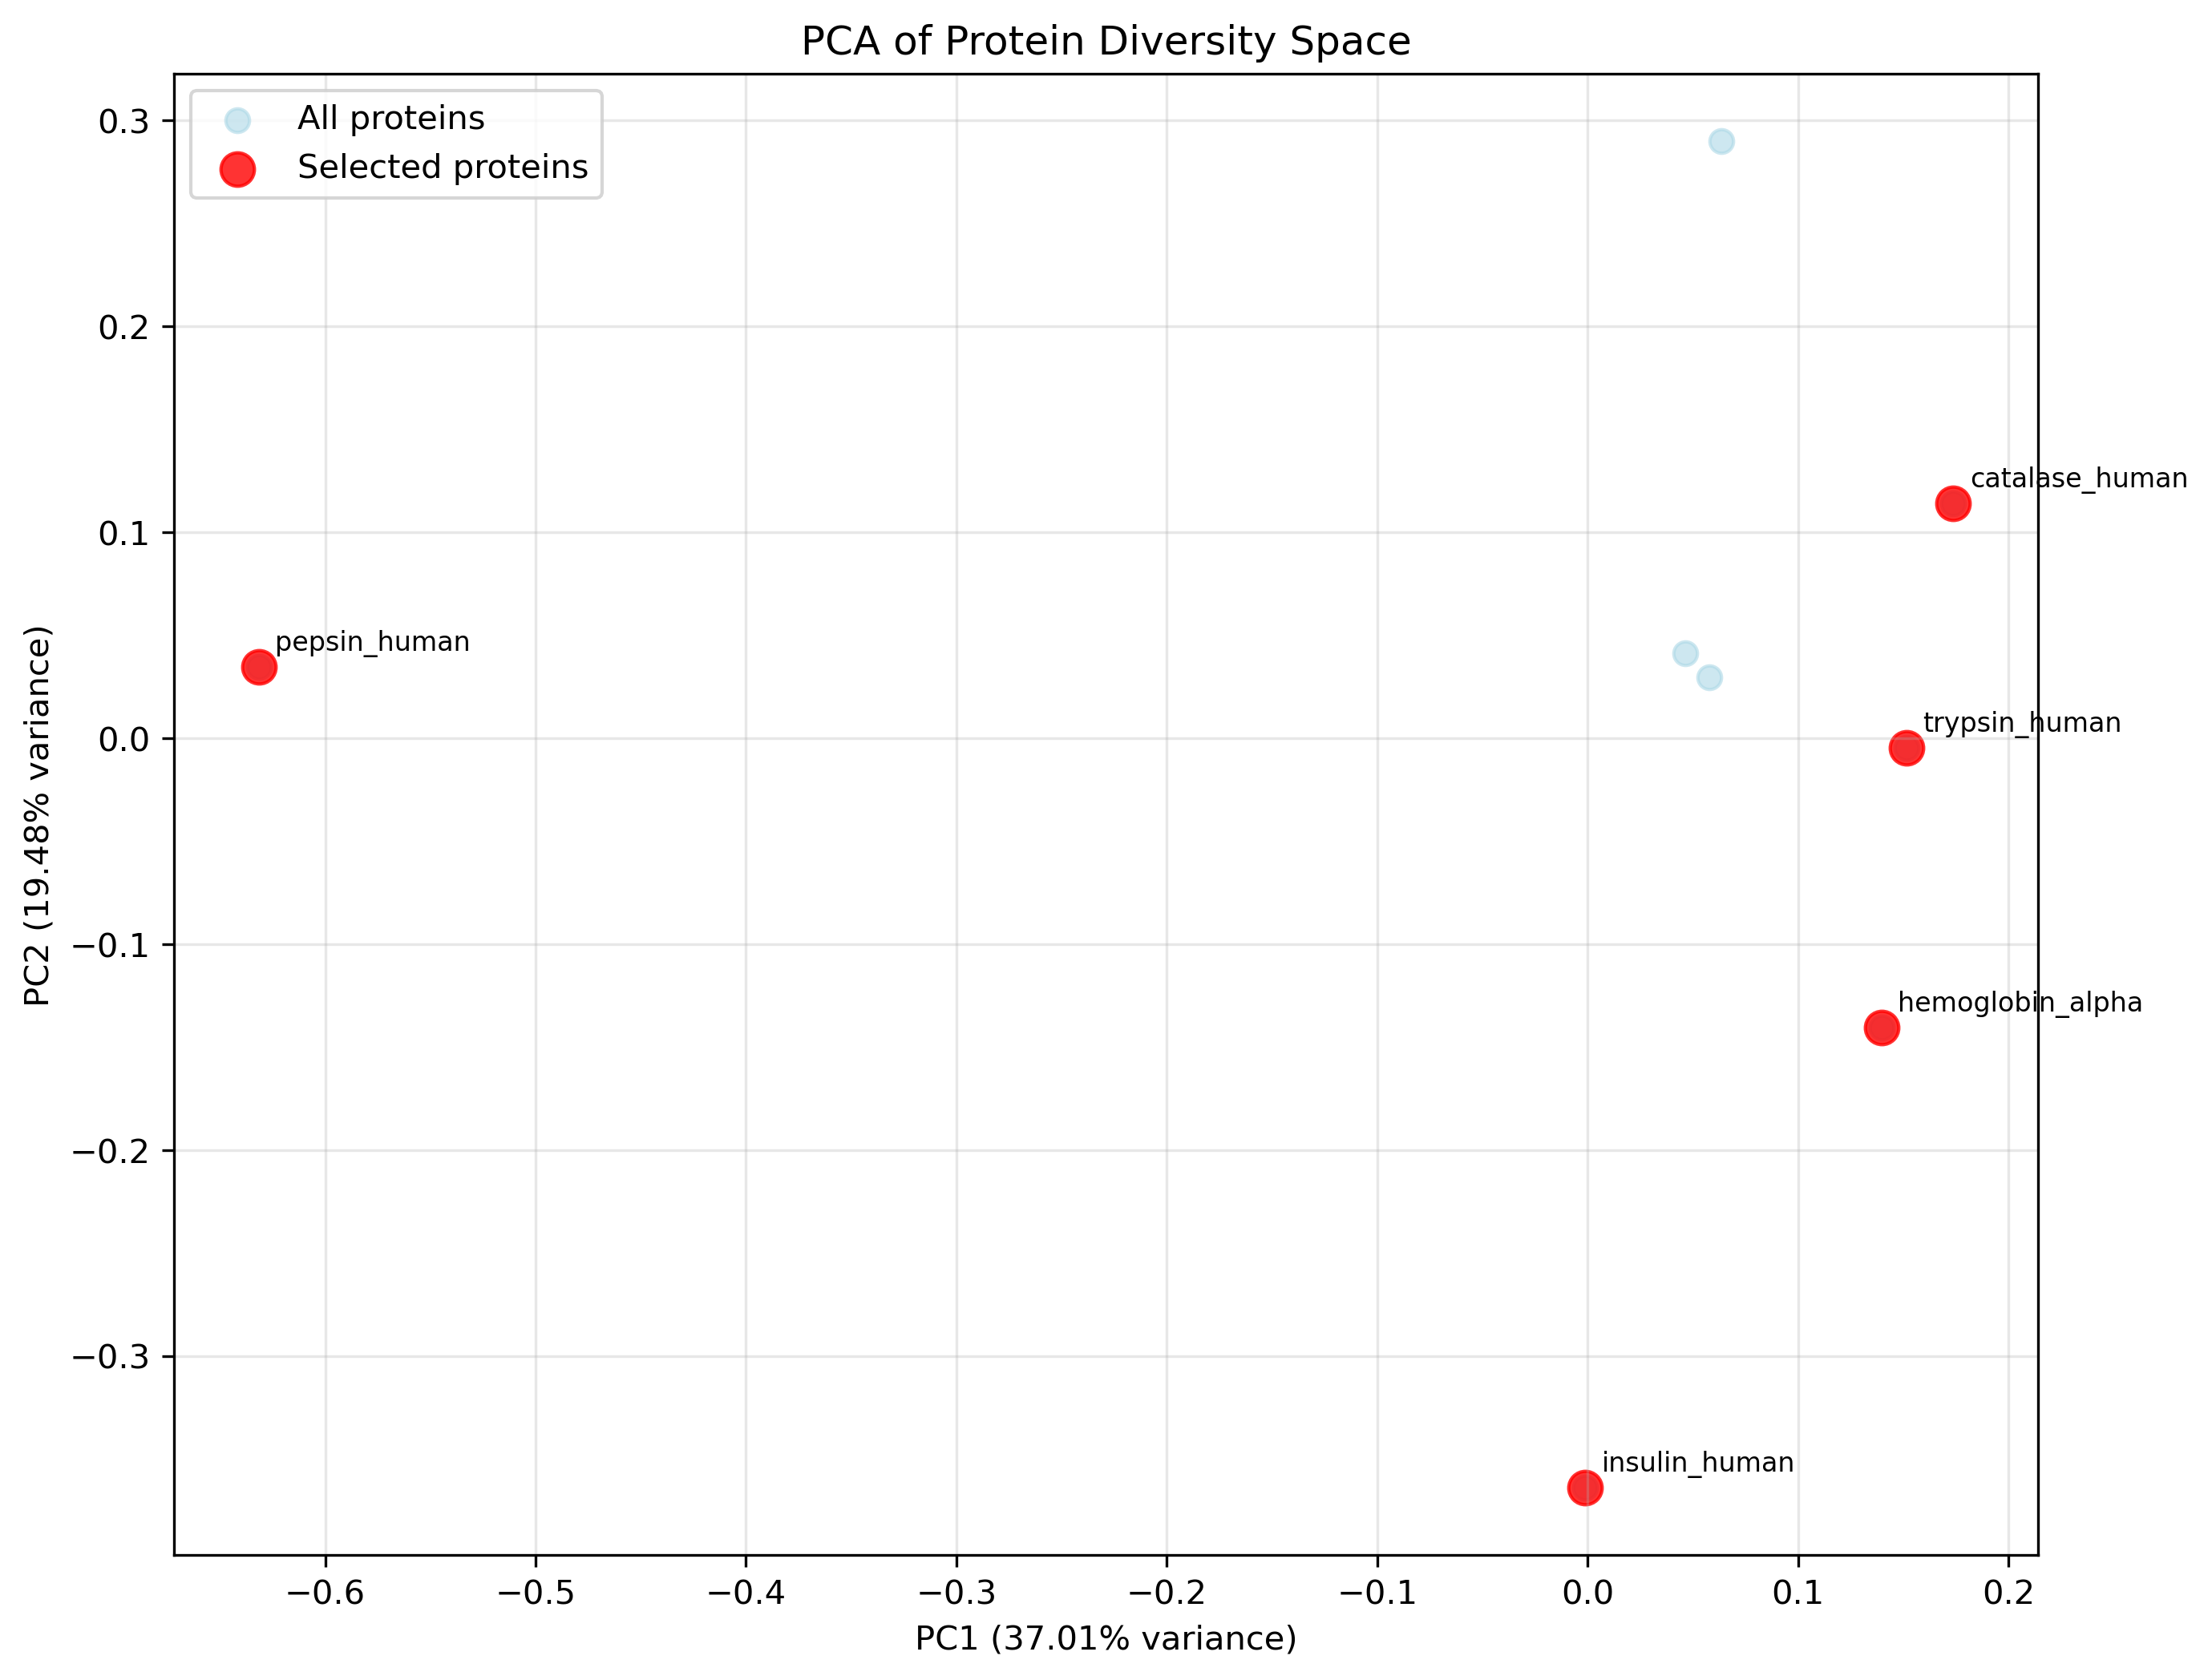 PCA of Protein Diversity Space
All proteins
Selected proteins
0.3
0.2
0.1
0.0
−0.1
−0.2
−0.3
PC2 (19.48% variance)
catalase_human
pepsin_human
trypsin_human
hemoglobin_alpha
insulin_human
−0.6
−0.5
−0.4
−0.3
−0.2
−0.1
0.0
0.1
0.2
PC1 (37.01% variance)